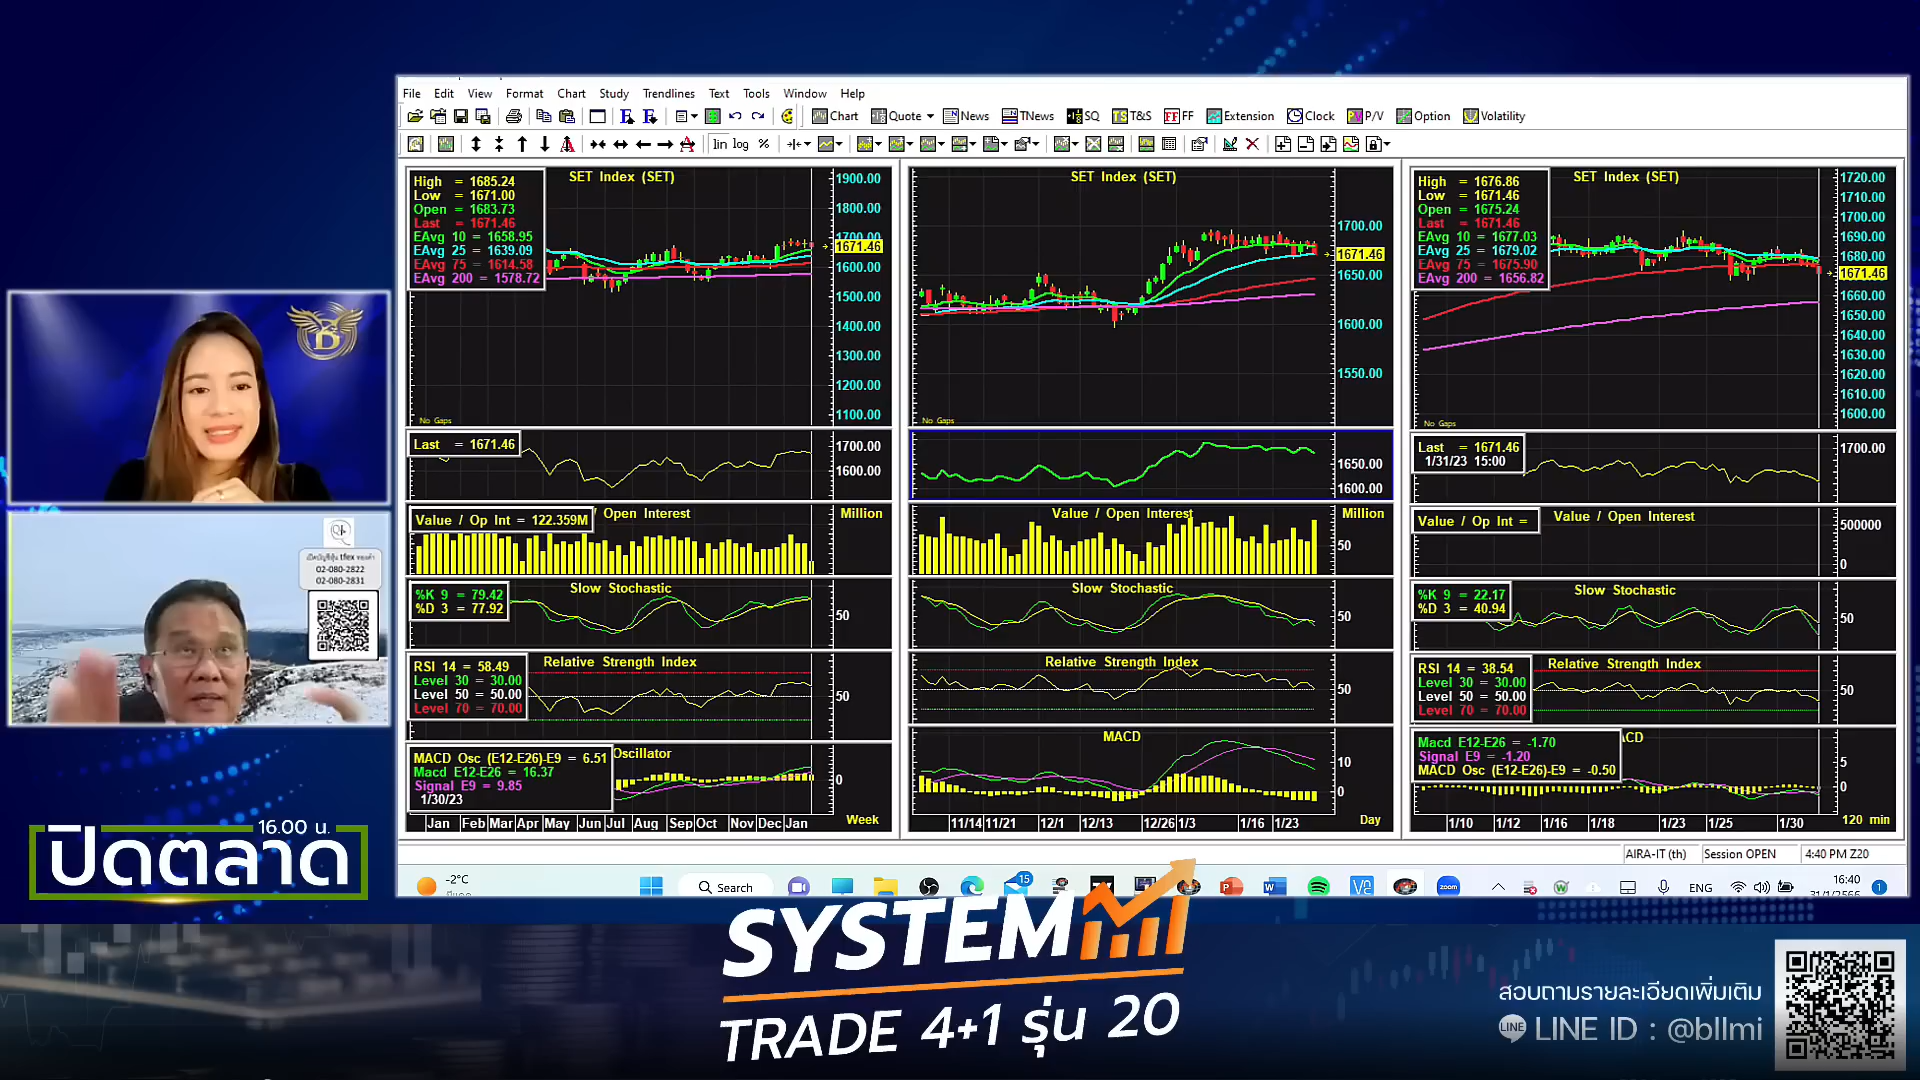 File Edit View Format Chart Study Trendlines Text Tools Window Help
Chart Quote News TNews SQ T&S FF Extension Clock P/V Option Volatility
lin log %
High = 1685.24
Low = 1671.00
Open = 1683.73
Last = 1671.46
EAvg 10 = 1658.95
EAvg 25 = 1639.09
EAvg 75 = 1614.58
EAvg 200 = 1578.72
SET Index (SET)
1900.00
1800.00
1700.00
1671.46
1600.00
1500.00
1400.00
1300.00
1200.00
1100.00
No Gaps
Last = 1671.46
1700.00
1600.00
Value / Op Int = 122.359M
/ Open Interest
Million
%K 9 = 79.42
%D 3 = 77.92
Slow Stochastic
50
RSI 14 = 58.49
Level 30 = 30.00
Level 50 = 50.00
Level 70 = 70.00
Relative Strength Index
50
MACD Osc (E12-E26)-E9 = 6.51
Macd E12-E26 = 16.37
Signal E9 = 9.85
1/30/23
Oscillator
0
Jan Feb Mar Apr May Jun Jul Aug Sep Oct Nov Dec Jan
Week
SET Index (SET)
1700.00
1671.46
1650.00
1600.00
1550.00
No Gaps
1650.00
1600.00
Value / Open Interest
Million
50
Slow Stochastic
50
Relative Strength Index
50
MACD
10
0
11/14 11/21 12/1 12/13 12/26 1/3 1/16 1/23
Day
High = 1676.86
Low = 1671.46
Open = 1675.24
Last = 1671.46
EAvg 10 = 1677.03
EAvg 25 = 1679.02
EAvg 75 = 1675.90
EAvg 200 = 1656.82
SET Index (SET)
1720.00
1710.00
1700.00
1690.00
1680.00
1671.46
1660.00
1650.00
1640.00
1630.00
1620.00
1610.00
1600.00
No Gaps
Last = 1671.46
1/31/23 15:00
1700.00
Value / Op Int =
Value / Open Interest
500000
0
%K 9 = 22.17
%D 3 = 40.94
Slow Stochastic
50
RSI 14 = 38.54
Level 30 = 30.00
Level 50 = 50.00
Level 70 = 70.00
Relative Strength Index
50
Macd E12-E26 = -1.70
Signal E9 = -1.20
MACD Osc (E12-E26)-E9 = -0.50
5
0
1/10 1/12 1/16 1/18 1/23 1/25 1/30
120 min
AIRA-IT (th) Session OPEN 4:40 PM Z20
-2°C
Search
15
zoom
ENG
16:40
31/1/2566
1
B
02-080-2822
02-080-2831
16.00 น.
ปิดตลาด
SYSTEM
TRADE 4+1 รุ่น 20
สอบถามรายละเอียดเพิ่มเติม
LINE LINE ID : @bllmi